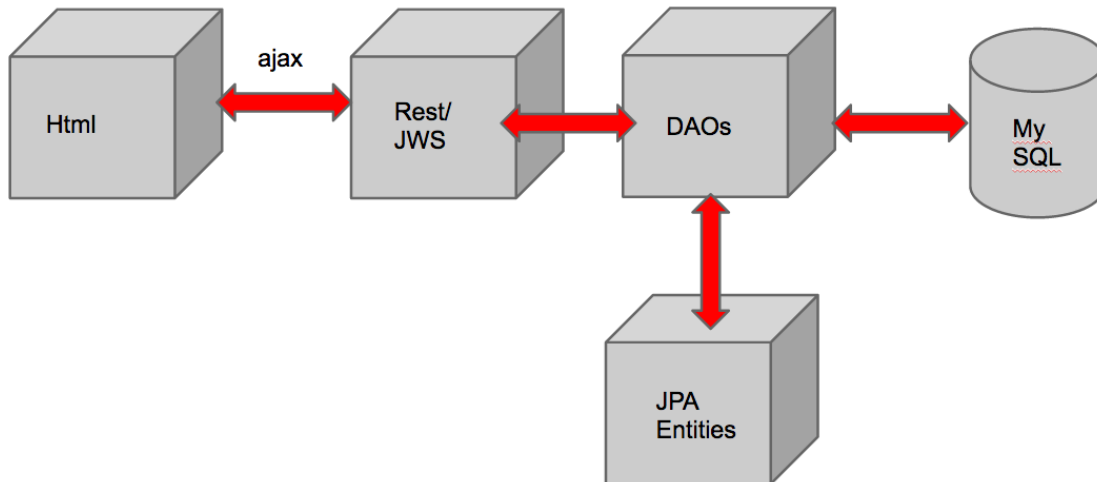 ajax
Html
Rest/
JWS
DAOs
My
SQL
JPA
Entities